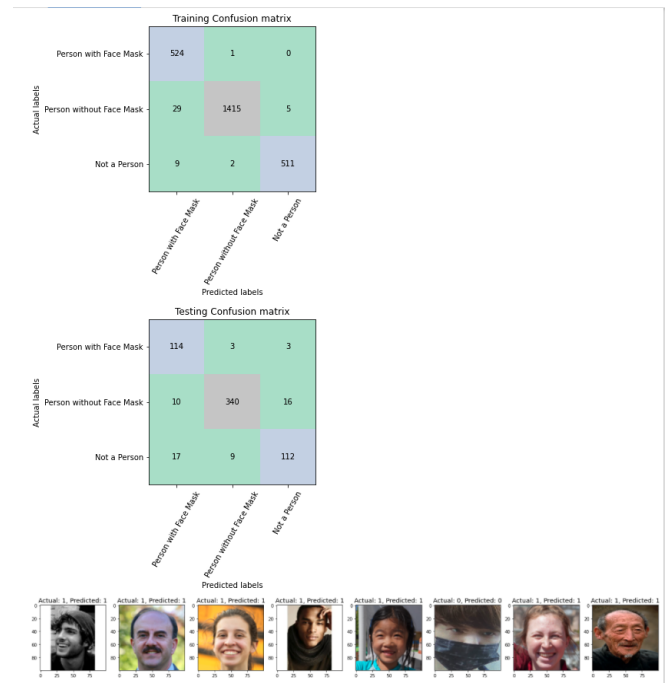 Training Confusion matrix
Person with Face Mask
524 1 0
Person without Face Mask
29 1415 5
Not a Person
9 2 511
Actual labels
Person with Face Mask
Person without Face Mask
Not a Person
Predicted labels
Testing Confusion matrix
Person with Face Mask
114 3 3
Person without Face Mask
10 340 16
Not a Person
17 9 112
Actual labels
Person with Face Mask
Person without Face Mask
Not a Person
Predicted labels
Actual: 1, Predicted: 1
Actual: 1, Predicted: 1
Actual: 1, Predicted: 1
Actual: 1, Predicted: 1
Actual: 1, Predicted: 1
Actual: 0, Predicted: 0
Actual: 1, Predicted: 1
Actual: 1, Predicted: 1